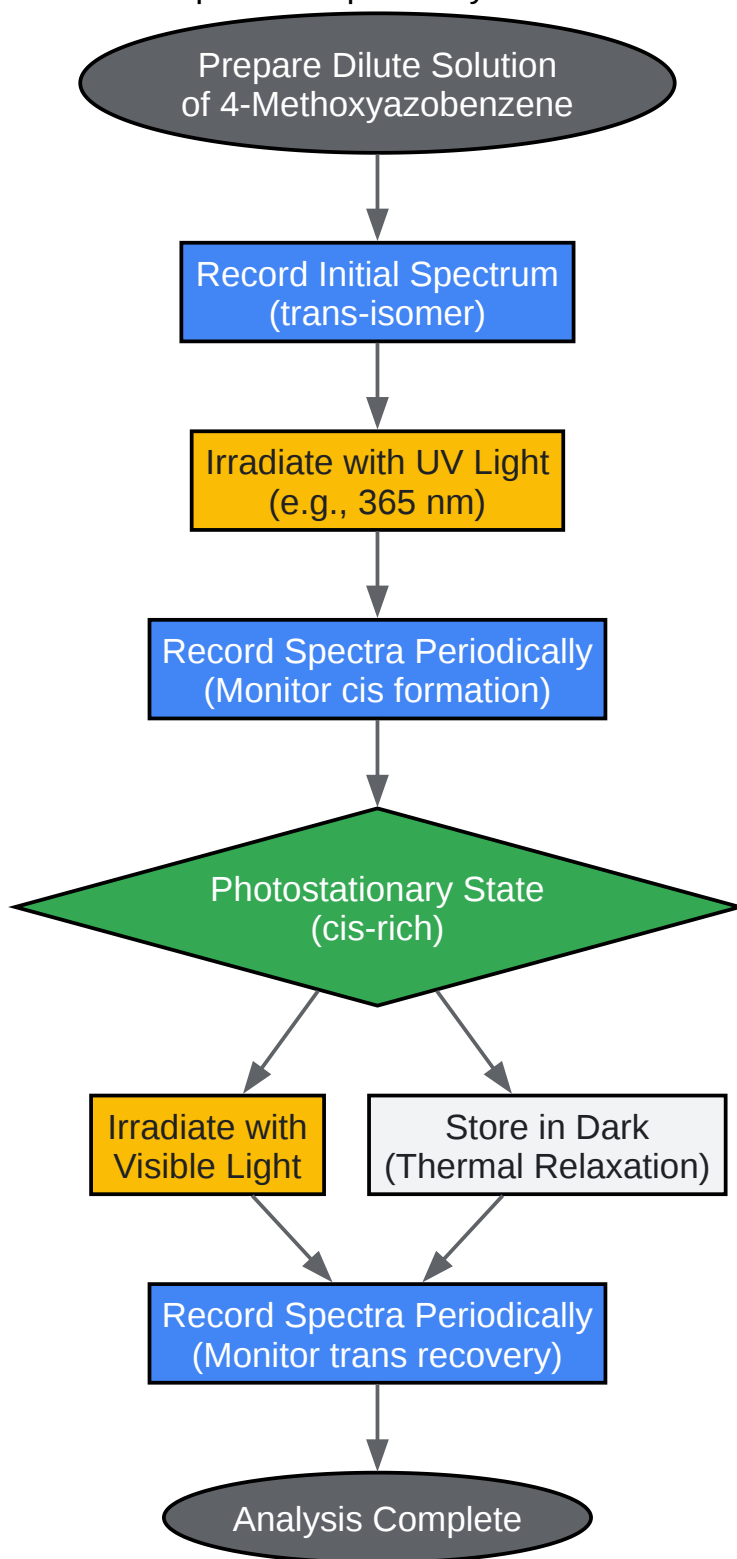 Prepare Dilute Solution
of 4-Methoxyazobenzene
Record Initial Spectrum
(trans-isomer)
Irradiate with UV Light
(e.g., 365 nm)
Record Spectra Periodically
(Monitor cis formation)
Photostationary State
(cis-rich)
Irradiate with
Visible Light
Store in Dark
(Thermal Relaxation)
Record Spectra Periodically
(Monitor trans recovery)
Analysis Complete